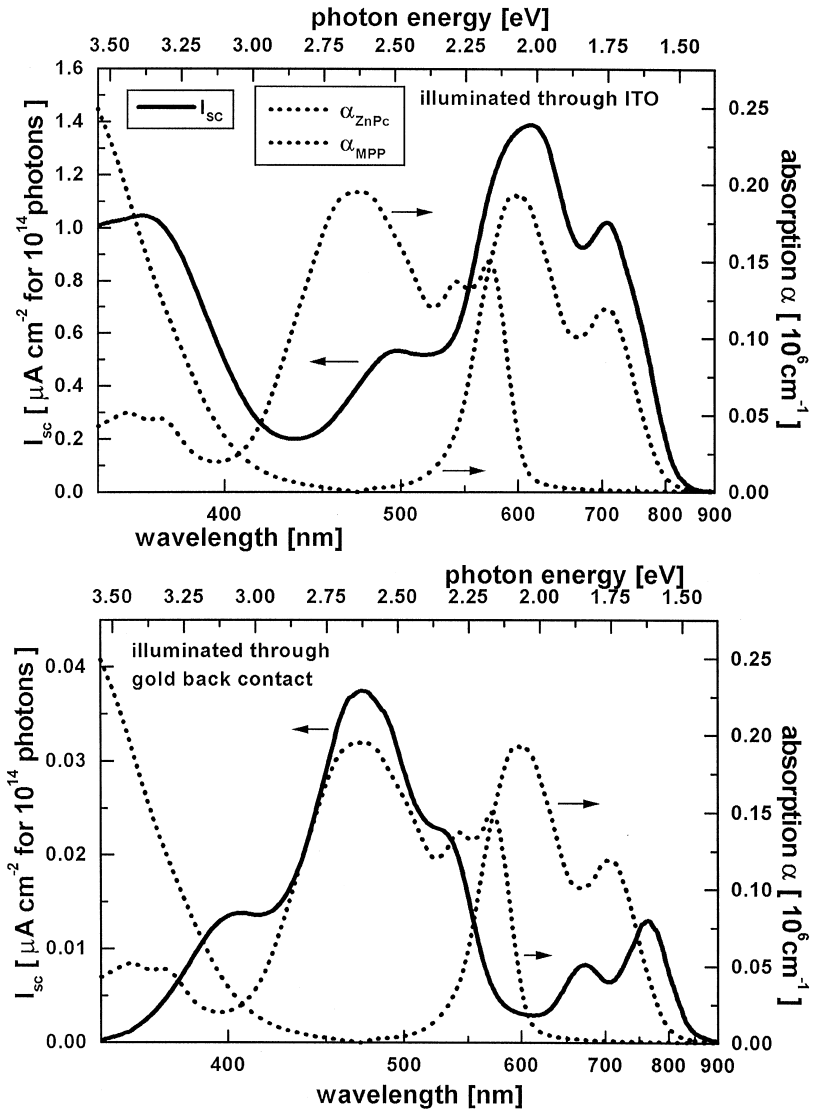 photon energy [eV]
3.50 3.25 3.00 2.75 2.50 2.25 2.00 1.75 1.50
1.6
1.4
1.2
1.0
0.8
0.6
0.4
0.2
0.0
I_sc [ μA cm^-2 for 10^14 photons ]
I_sc
α_ZnPc
α_MPP
illuminated through ITO
0.25
0.20
0.15
0.10
0.05
0.00
absorption α [ 10^6 cm^-1 ]
400 500 600 700 800 900
wavelength [nm]
photon energy [eV]
3.50 3.25 3.00 2.75 2.50 2.25 2.00 1.75 1.50
0.04
0.03
0.02
0.01
0.00
I_sc [ μA cm^-2 for 10^14 photons ]
illuminated through
gold back contact
0.25
0.20
0.15
0.10
0.05
0.00
absorption α [ 10^6 cm^-1 ]
400 500 600 700 800 900
wavelength [nm]